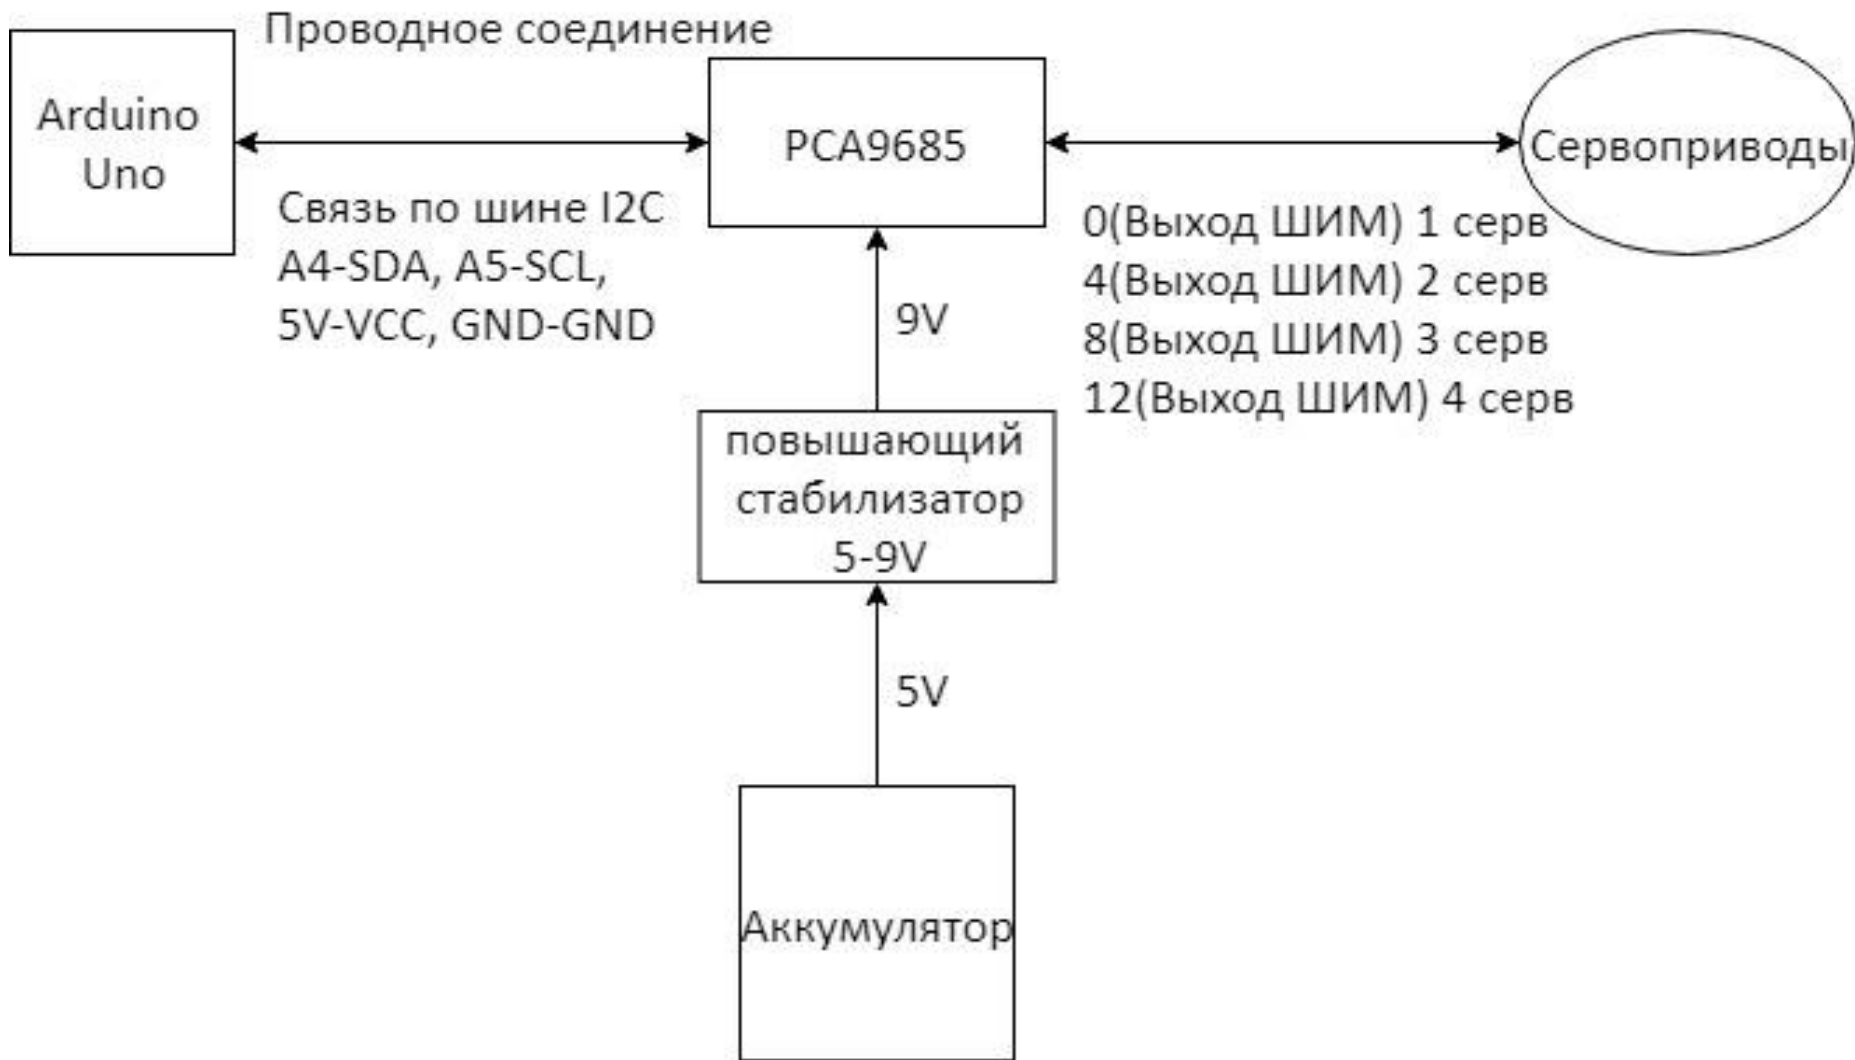 Проводное соединение
Arduino
Uno
PCA9685
Сервоприводы
Связь по шине I2C
A4-SDA, A5-SCL,
5V-VCC, GND-GND
0(Выход ШИМ) 1 серв
4(Выход ШИМ) 2 серв
8(Выход ШИМ) 3 серв
12(Выход ШИМ) 4 серв
9V
повышающий
стабилизатор
5-9V
5V
Аккумулятор